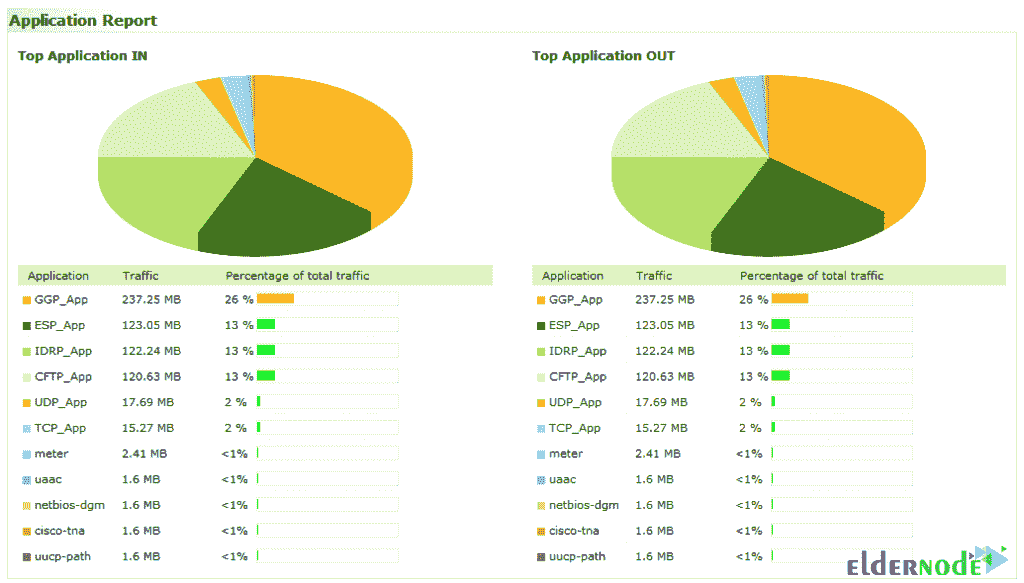 Application Report
Top Application IN
Application Traffic Percentage of total traffic
GGP_App 237.25 MB 26 %
ESP_App 123.05 MB 13 %
IDRP_App 122.24 MB 13 %
CFTP_App 120.63 MB 13 %
UDP_App 17.69 MB 2 %
TCP_App 15.27 MB 2 %
meter 2.41 MB <1%
uaac 1.6 MB <1%
netbios-dgm 1.6 MB <1%
cisco-tna 1.6 MB <1%
uucp-path 1.6 MB <1%
Top Application OUT
Application Traffic Percentage of total traffic
GGP_App 237.25 MB 26 %
ESP_App 123.05 MB 13 %
IDRP_App 122.24 MB 13 %
CFTP_App 120.63 MB 13 %
UDP_App 17.69 MB 2 %
TCP_App 15.27 MB 2 %
meter 2.41 MB <1%
uaac 1.6 MB <1%
netbios-dgm 1.6 MB <1%
cisco-tna 1.6 MB <1%
uucp-path 1.6 MB <1%
elderNODE